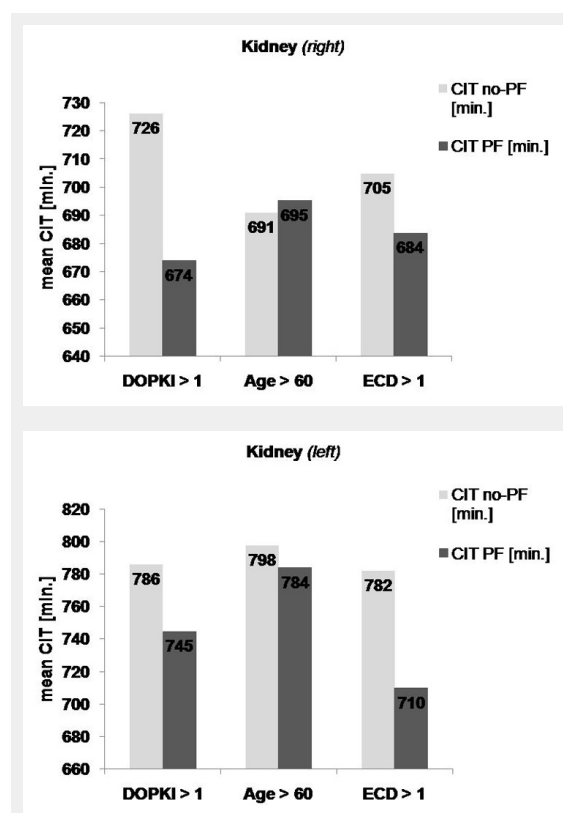 Kidney (right)
CIT no-PF
[min.]
CIT PF [min.]
mean CIT [min.]
730
720
710
700
690
680
670
660
650
640
726
674
691
695
705
684
DOPKI > 1
Age > 60
ECD > 1
Kidney (left)
CIT no-PF
[min.]
CIT PF [min.]
mean CIT [min.]
820
800
780
760
740
720
700
680
660
786
745
798
784
782
710
DOPKI > 1
Age > 60
ECD > 1